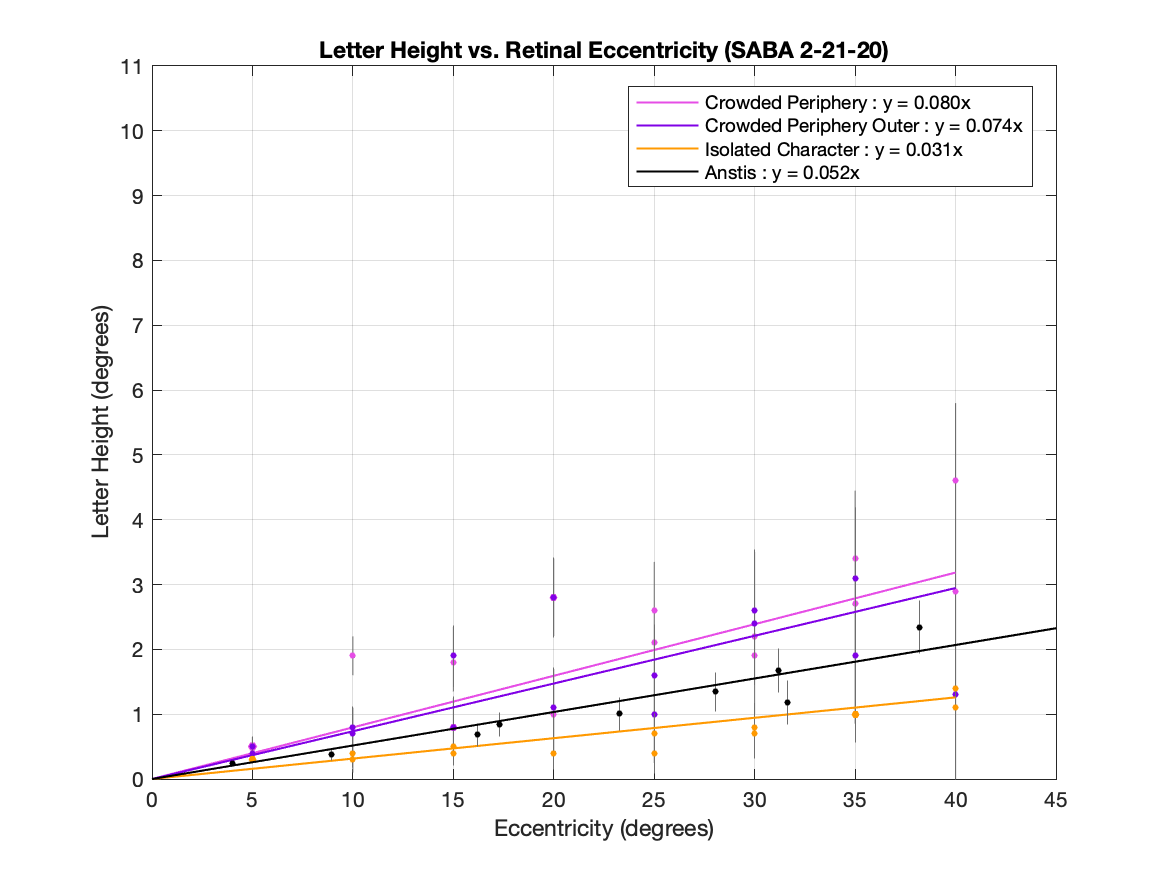 Letter Height vs. Retinal Eccentricity (SABA 2-21-20)
Crowded Periphery : y = 0.080x
Crowded Periphery Outer : y = 0.074x
Isolated Character : y = 0.031x
Anstis : y = 0.052x
11
10
9
8
7
6
5
4
3
2
1
0
Letter Height (degrees)
0 5 10 15 20 25 30 35 40 45
Eccentricity (degrees)